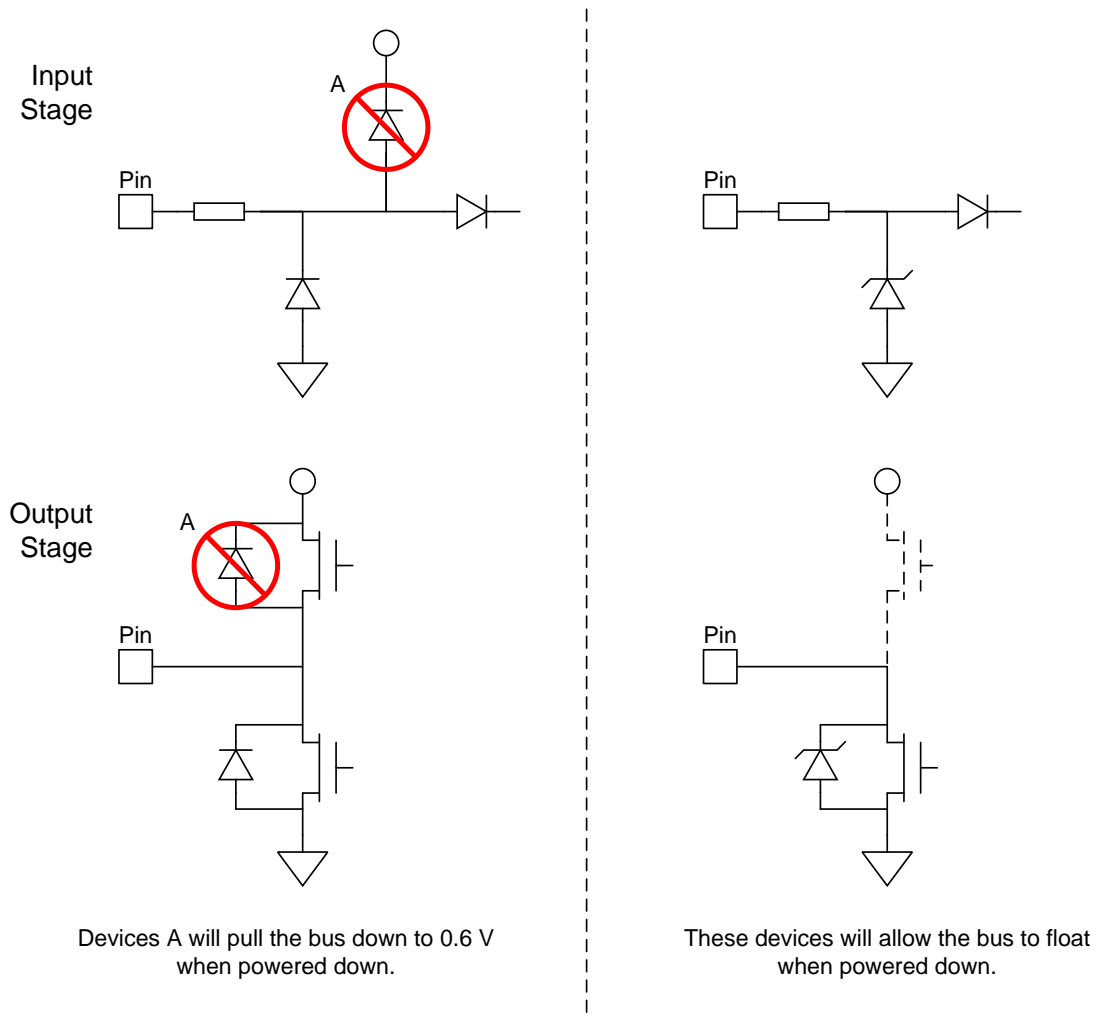 Input
Stage
A
Pin
Pin
Output
Stage
A
Pin
Pin
Devices A will pull the bus down to 0.6 V
when powered down.
These devices will allow the bus to float
when powered down.